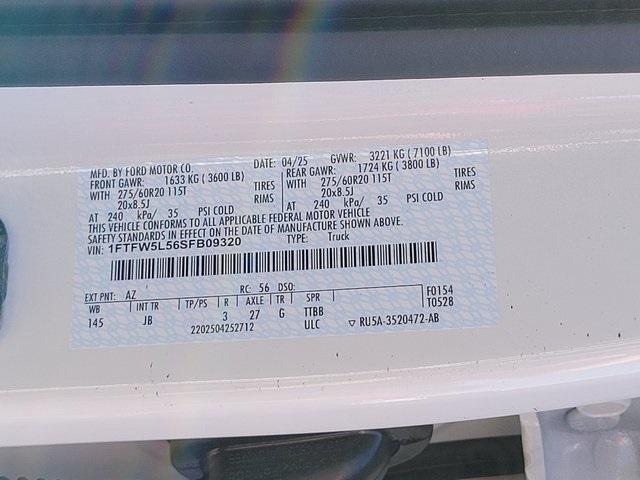 MFD. BY FORD MOTOR CO. DATE: 04/25 GVWR: 3221 KG ( 7100 LB)
FRONT GAWR: 1633 KG ( 3600 LB) REAR GAWR: 1724 KG ( 3800 LB)
WITH 275/60R20 115T TIRES WITH 275/60R20 115T TIRES
20x8.5J RIMS 20x8.5J RIMS
AT 240 kPa/ 35 PSI COLD AT 240 kPa/ 35 PSI COLD
THIS VEHICLE CONFORMS TO ALL APPLICABLE FEDERAL MOTOR VEHICLE
SAFETY STANDARDS IN EFFECT ON THE DATE OF MANUFACTURE SHOWN ABOVE.
VIN: 1FTFW5L56SFB09320 TYPE: Truck
EXT PNT: AZ RC: 56 DSO: F0154
WB INT TR TP/PS R AXLE TR SPR T0528
145 JB 3 27 G TTBB
2202504252712 ULC ▽ RU5A-3520472-AB